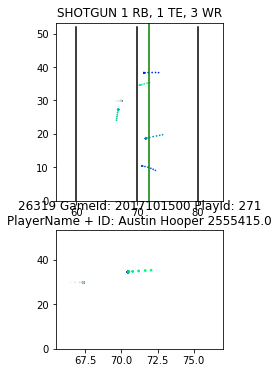 SHOTGUN 1 RB, 1 TE, 3 WR
50
40
30
20
10
0
60 70 80
26319 GameId: 2017101500 PlayId: 271
PlayerName + ID: Austin Hooper 2555415.0
40
20
0
67.5 70.0 72.5 75.0